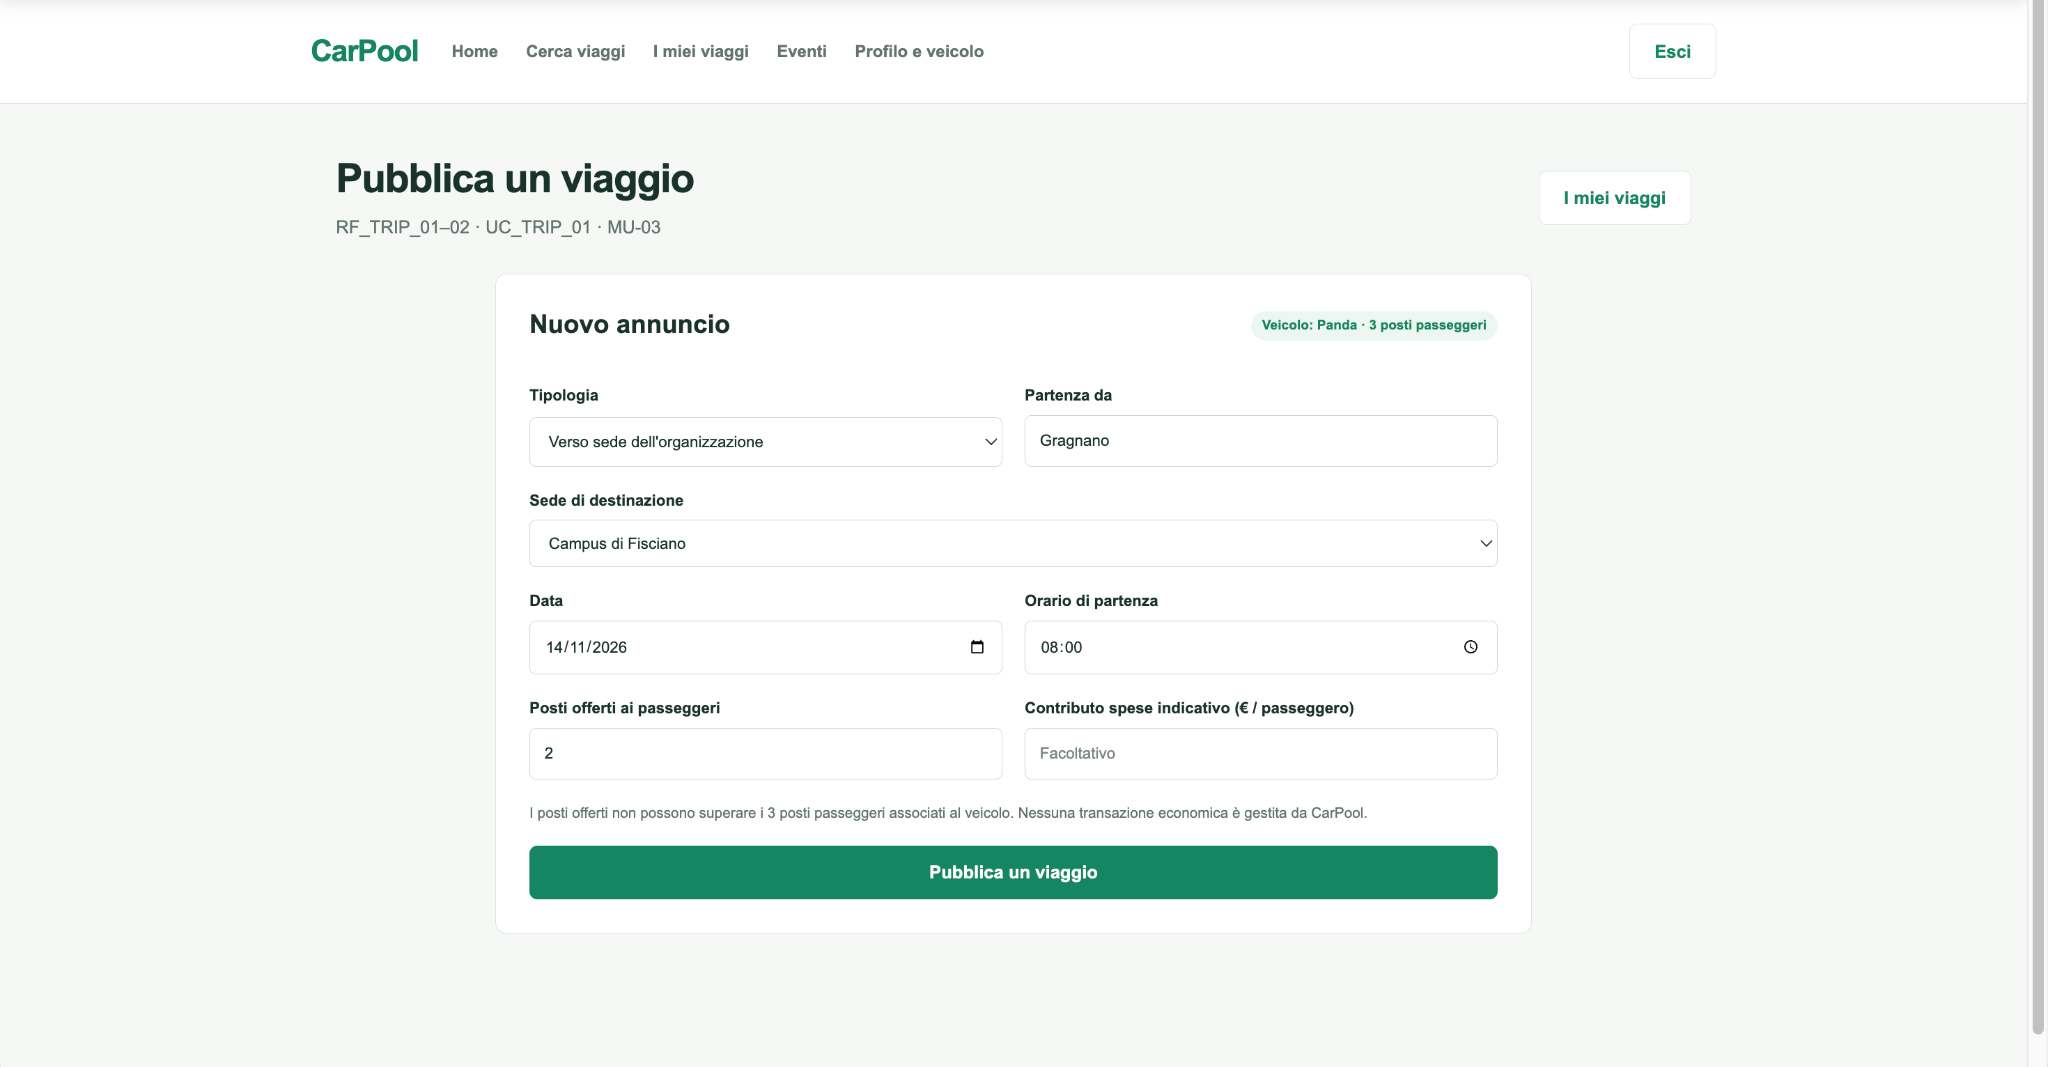 CarPool Home Cerca viaggi I miei viaggi Eventi Profilo e veicolo Esci
Pubblica un viaggio
I miei viaggi
RF_TRIP_01–02 · UC_TRIP_01 · MU-03
Nuovo annuncio
Veicolo: Panda · 3 posti passeggeri
Tipologia
Partenza da
Verso sede dell'organizzazione
Gragnano
Sede di destinazione
Campus di Fisciano
Data
Orario di partenza
14/11/2026
08:00
Posti offerti ai passeggeri
Contributo spese indicativo (€ / passeggero)
2
Facoltativo
I posti offerti non possono superare i 3 posti passeggeri associati al veicolo. Nessuna transazione economica è gestita da CarPool.
Pubblica un viaggio